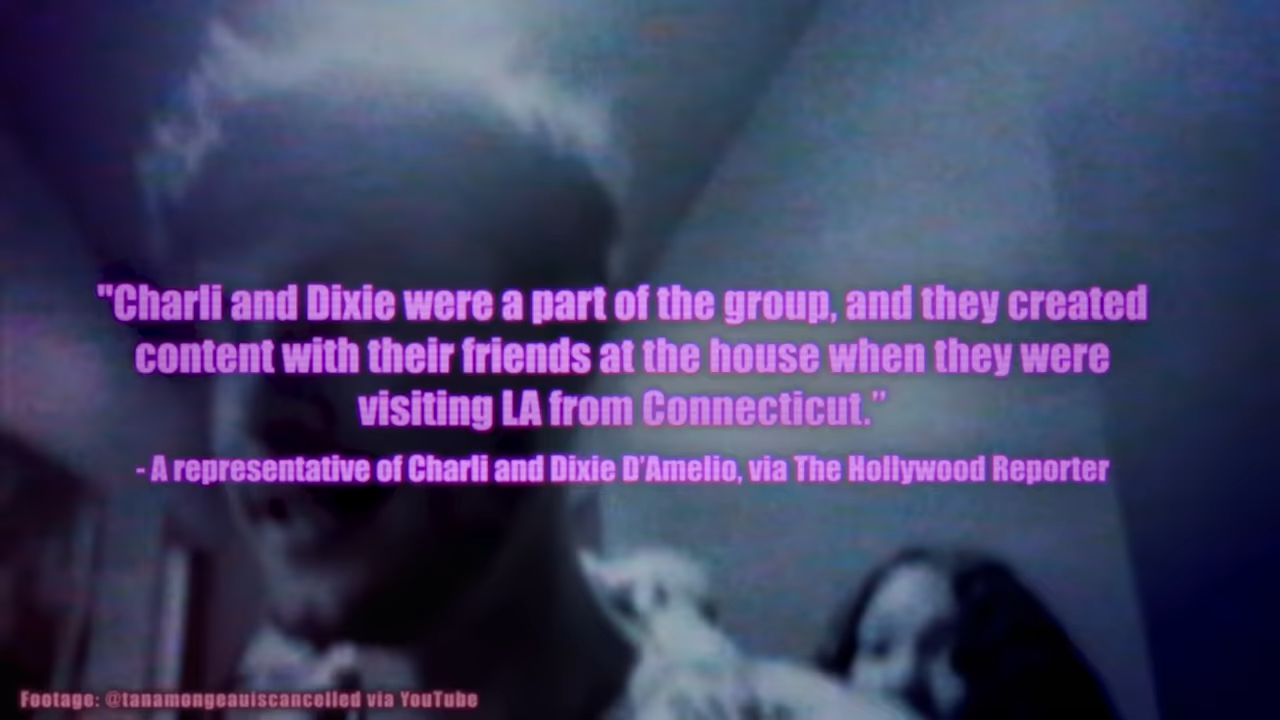 "Charli and Dixie were a part of the group, and they created
content with their friends at the house when they were
visiting LA from Connecticut.”
- A representative of Charli and Dixie D’Amelio, via The Hollywood Reporter
Footage: @tanamongeauiscancelled via YouTube